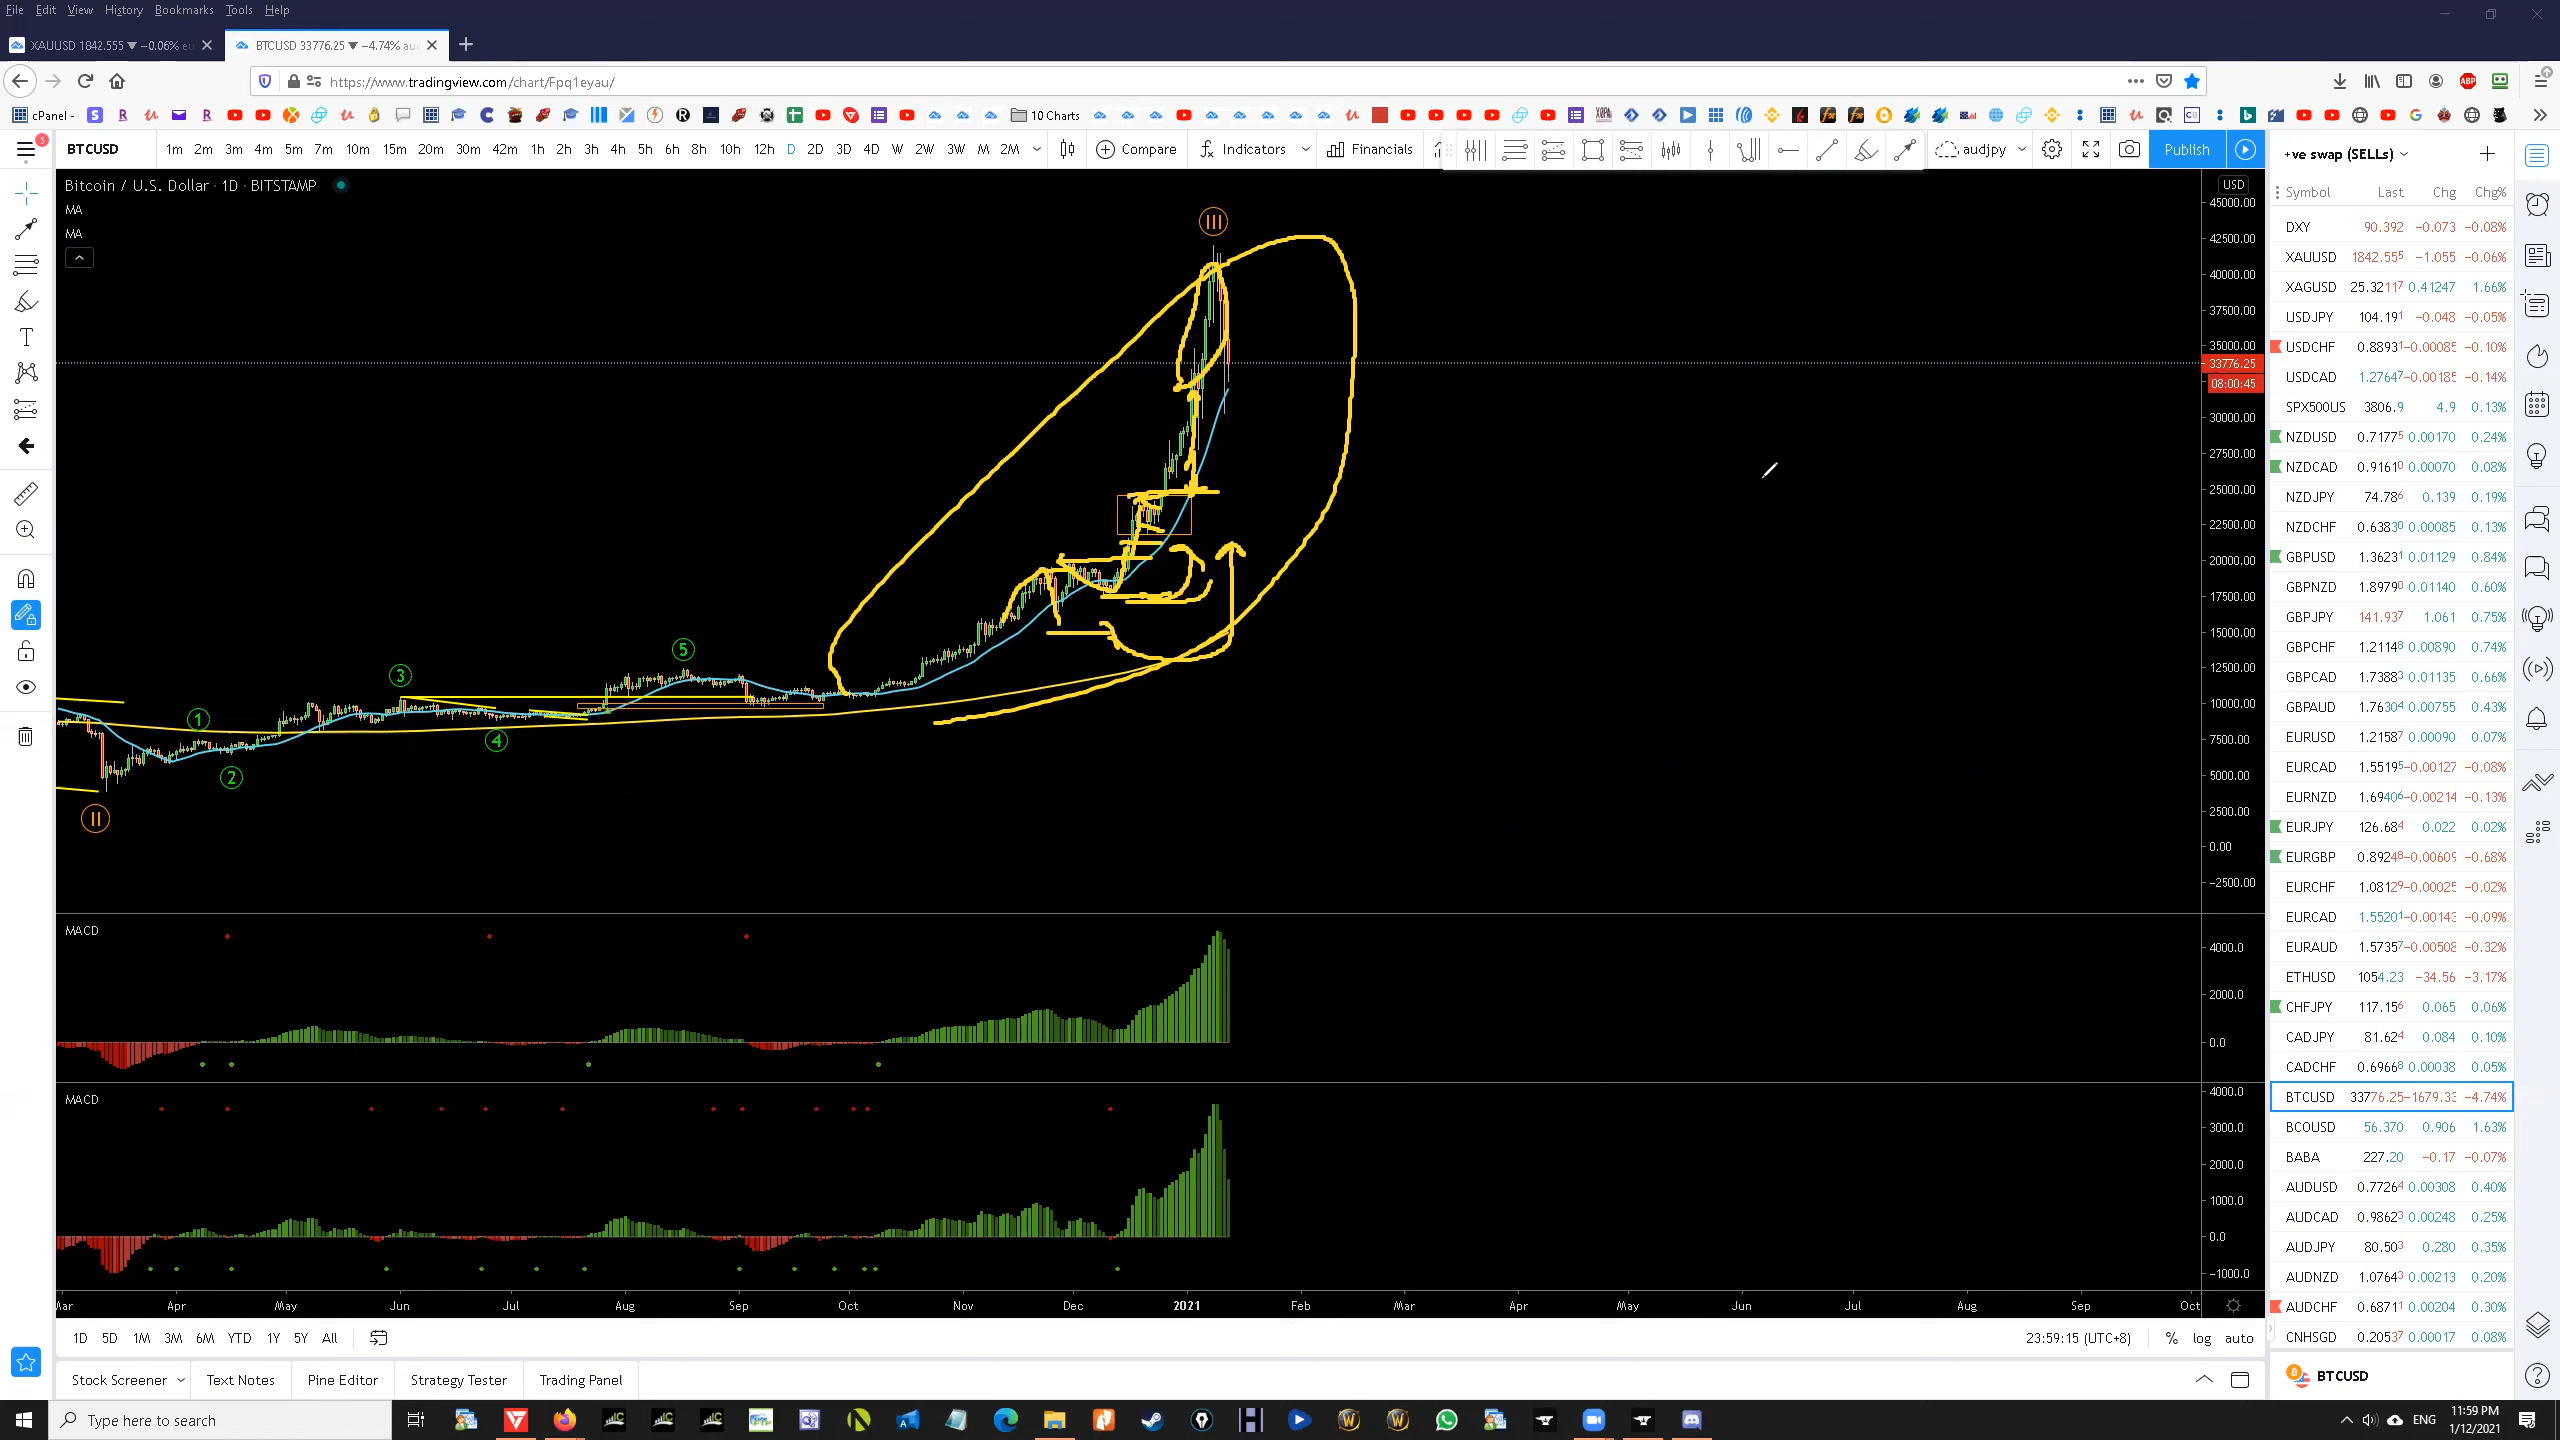 File Edit View History Bookmarks Tools Help
XAUUSD 1842.555 ▼ −0.06% eu
BTCUSD 33776.25 ▼ −4.74% au
https://www.tradingview.com/chart/Fpq1eyau/
cPanel -
10 Charts
BTCUSD 1m 2m 3m 4m 5m 7m 10m 15m 20m 30m 42m 1h 2h 3h 4h 5h 6h 8h 10h 12h D 2D 3D 4D W 2W 3W M 2M Compare Indicators Financials audjpy Publish
Bitcoin / U.S. Dollar · 1D · BITSTAMP
MA
MA
III
3
5
1
4
2
II
USD
45000.00
42500.00
40000.00
37500.00
35000.00
33776.25
08:00:45
30000.00
27500.00
25000.00
22500.00
20000.00
17500.00
15000.00
12500.00
10000.00
7500.00
5000.00
2500.00
0.00
−2500.00
MACD
4000.0
2000.0
0.0
MACD
4000.0
3000.0
2000.0
1000.0
0.0
−1000.0
Mar Apr May Jun Jul Aug Sep Oct Nov Dec 2021 Feb Mar Apr May Jun Jul Aug Sep Oct
1D 5D 1M 3M 6M YTD 1Y 5Y All
23:59:15 (UTC+8) % log auto
Stock Screener Text Notes Pine Editor Strategy Tester Trading Panel
+ve swap (SELLs)
Symbol Last Chg Chg%
DXY 90.392 −0.073 −0.08%
XAUUSD 1842.555 −1.055 −0.06%
XAGUSD 25.32117 0.41247 1.66%
USDJPY 104.191 −0.048 −0.05%
USDCHF 0.88931 −0.00085 −0.10%
USDCAD 1.27647 −0.00185 −0.14%
SPX500US 3806.9 4.9 0.13%
NZDUSD 0.71775 0.00170 0.24%
NZDCAD 0.91610 0.00070 0.08%
NZDJPY 74.786 0.139 0.19%
NZDCHF 0.63830 0.00085 0.13%
GBPUSD 1.36231 0.01129 0.84%
GBPNZD 1.89790 0.01140 0.60%
GBPJPY 141.937 1.061 0.75%
GBPCHF 1.21148 0.00890 0.74%
GBPCAD 1.73883 0.01135 0.66%
GBPAUD 1.76304 0.00755 0.43%
EURUSD 1.21587 0.00090 0.07%
EURCAD 1.55195 −0.00127 −0.08%
EURNZD 1.69406 −0.00214 −0.13%
EURJPY 126.684 0.022 0.02%
EURGBP 0.89248 −0.00609 −0.68%
EURCHF 1.08129 −0.00025 −0.02%
EURCAD 1.55201 −0.00143 −0.09%
EURAUD 1.57357 −0.00508 −0.32%
ETHUSD 1054.23 −34.56 −3.17%
CHFJPY 117.156 0.065 0.06%
CADJPY 81.624 0.084 0.10%
CADCHF 0.69668 0.00038 0.05%
BTCUSD 33776.25 −1679.33 −4.74%
BCOUSD 56.370 0.906 1.63%
BABA 227.20 −0.17 −0.07%
AUDUSD 0.77264 0.00308 0.40%
AUDCAD 0.98623 0.00248 0.25%
AUDJPY 80.503 0.280 0.35%
AUDNZD 1.07643 0.00213 0.20%
AUDCHF 0.68711 0.00204 0.30%
CNHSGD 0.20537 0.00017 0.08%
BTCUSD
Type here to search
ENG
11:59 PM
1/12/2021